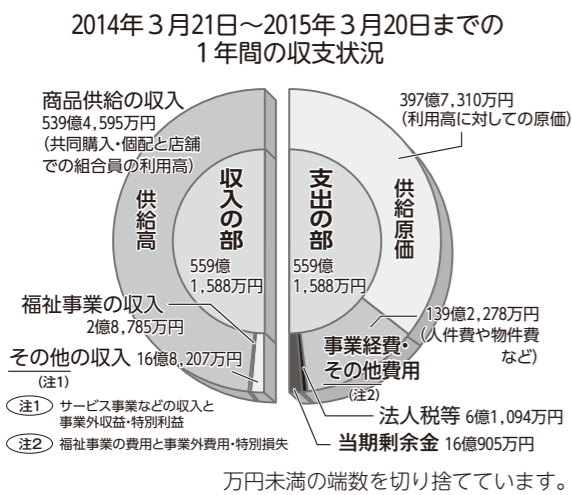 2014年3月21日～2015年3月20日までの
1年間の収支状況
商品供給の収入
539億4,595万円
(共同購入・個配と店舗
での組合員の利用高)
供給高
収入の部
559億
1,588万円
福祉事業の収入
2億8,785万円
その他の収入 16億8,207万円
(注1)
注1 サービス事業などの収入と
事業外収益・特別利益
注2 福祉事業の費用と事業外費用・特別損失
397億7,310万円
(利用高に対しての原価)
供給原価
支出の部
559億
1,588万円
139億2,278万円
(人件費や物件費
など)
事業経費・
その他費用
(注2)
法人税等 6億1,094万円
当期剰余金 16億905万円
万円未満の端数を切り捨てています。